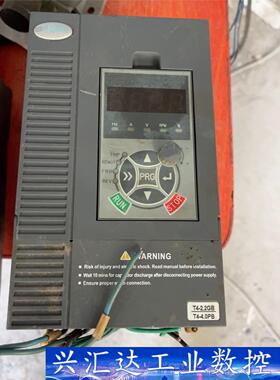 PRG
RUN
STOP
WARNING
Risk of injury and electric shock. Read manual before installation.
Wait 10 mins for capacitor discharge after disconnecting power supply.
Ensure proper connection.
T4-2.2GB
T4-4.0PB
兴汇达工业数控